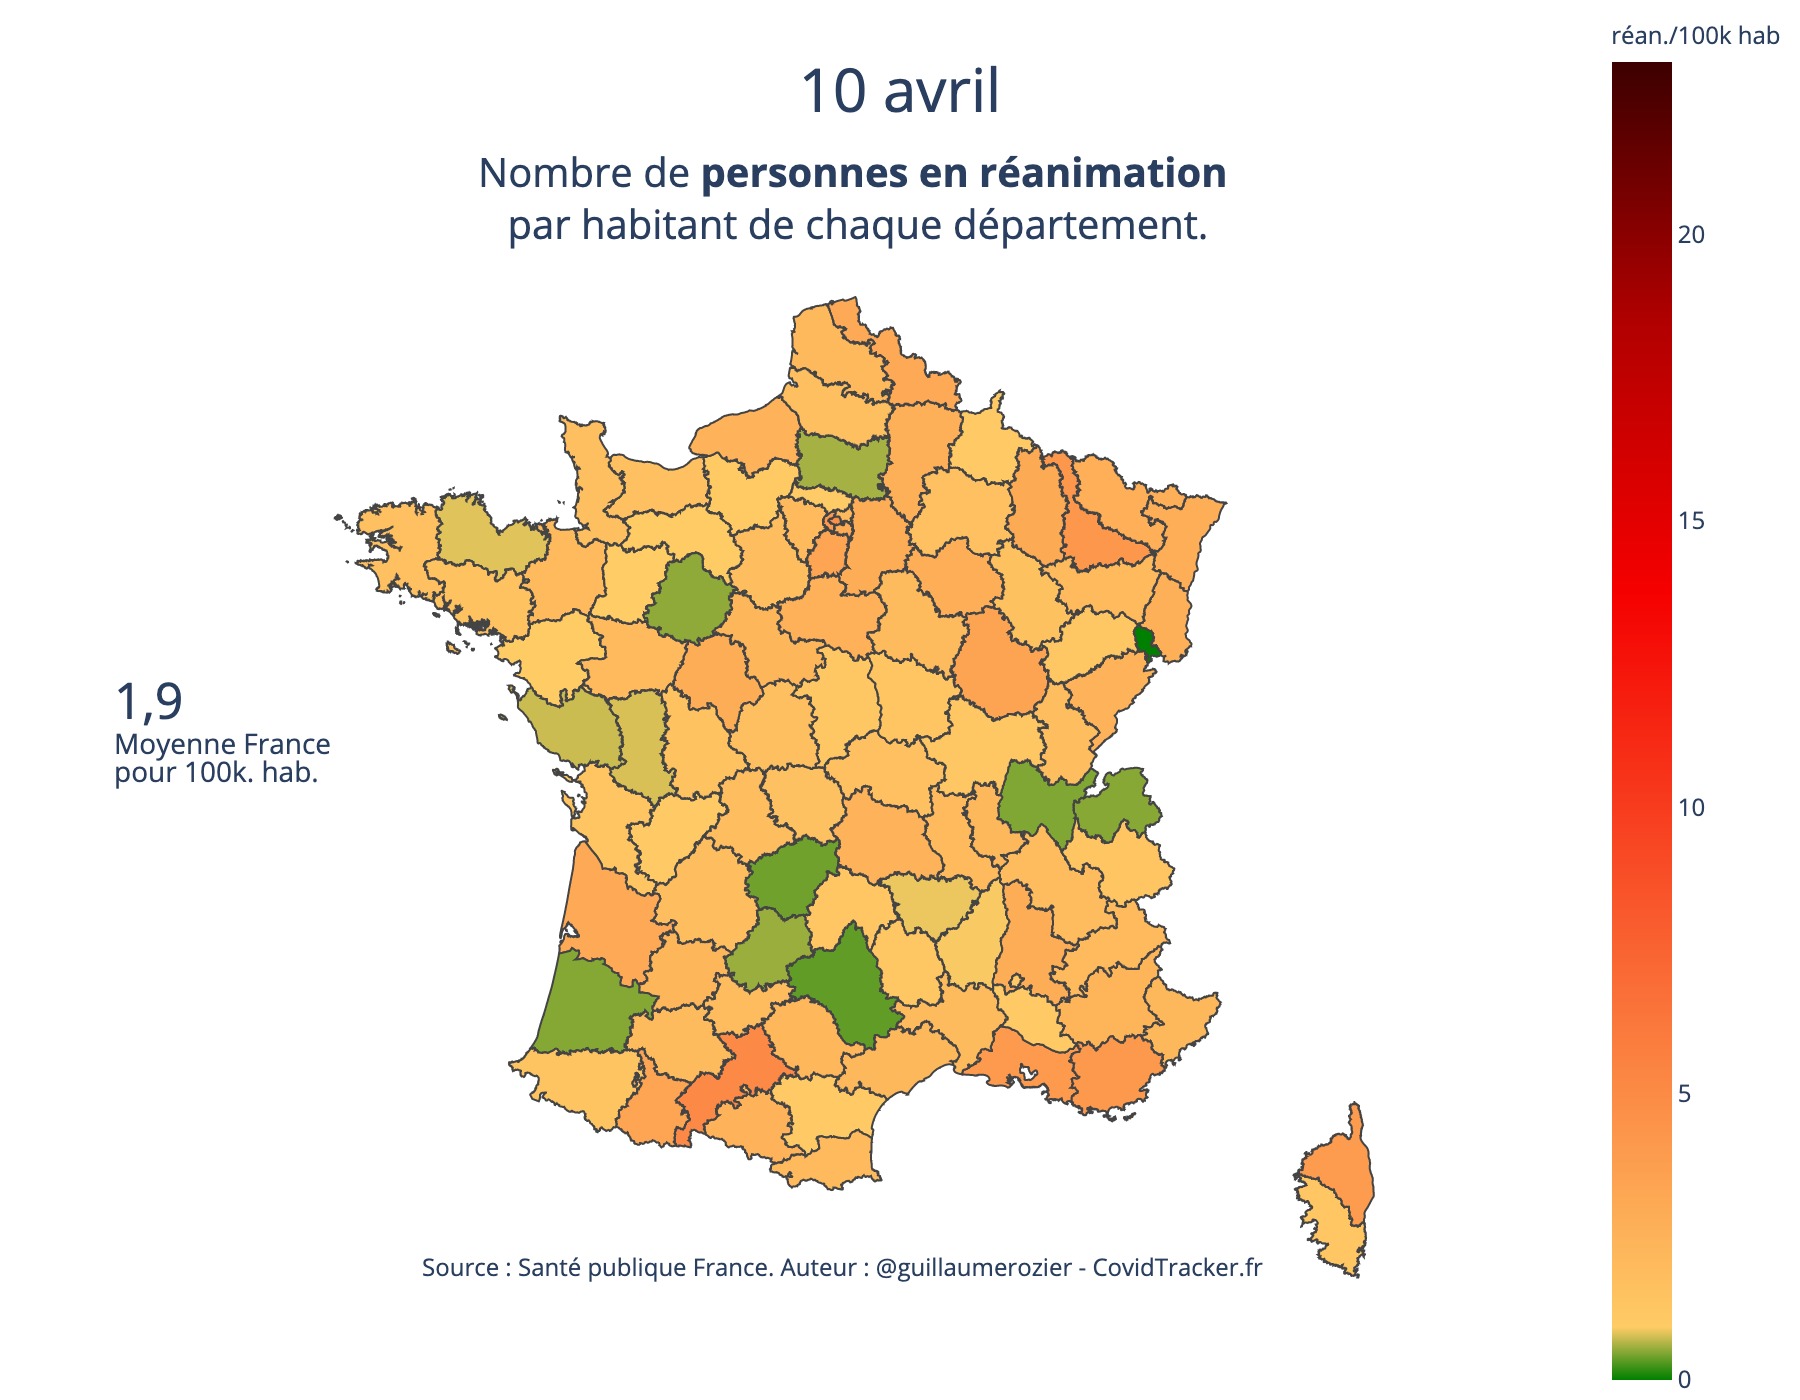 réan./100k hab
10 avril
Nombre de personnes en réanimation
par habitant de chaque département.
20
15
1,9
Moyenne France
pour 100k. hab.
10
5
Source : Santé publique France. Auteur : @guillaumerozier - CovidTracker.fr
0